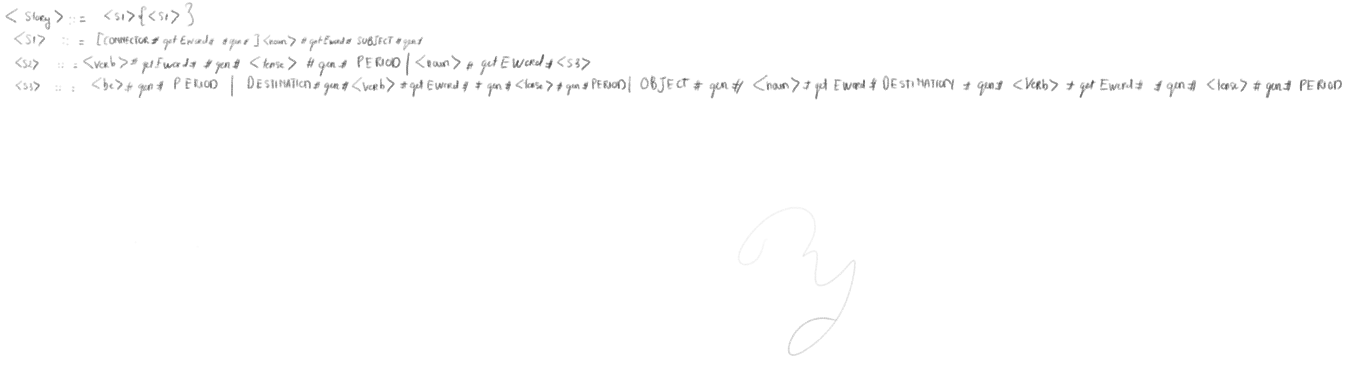 <story> ::= <s1>{<s1>}
<s1> ::= [CONNECTOR # getEword# #gen# ]<noun> #getEword# SUBJECT #gen#
<s2> ::= <verb># getEword# #gen# <tense> #gen# PERIOD | <noun> # getEword#<s3>
<s3> ::= <be># gen# PERIOD | DESTINATION# gen#<verb> #getEword# #gen#<tense> #gen#PERIOD| OBJECT # gen # <noun># getEword# DESTINATION # gen# <verb> # getEword# #gen# <tense> # gen# PERIOD